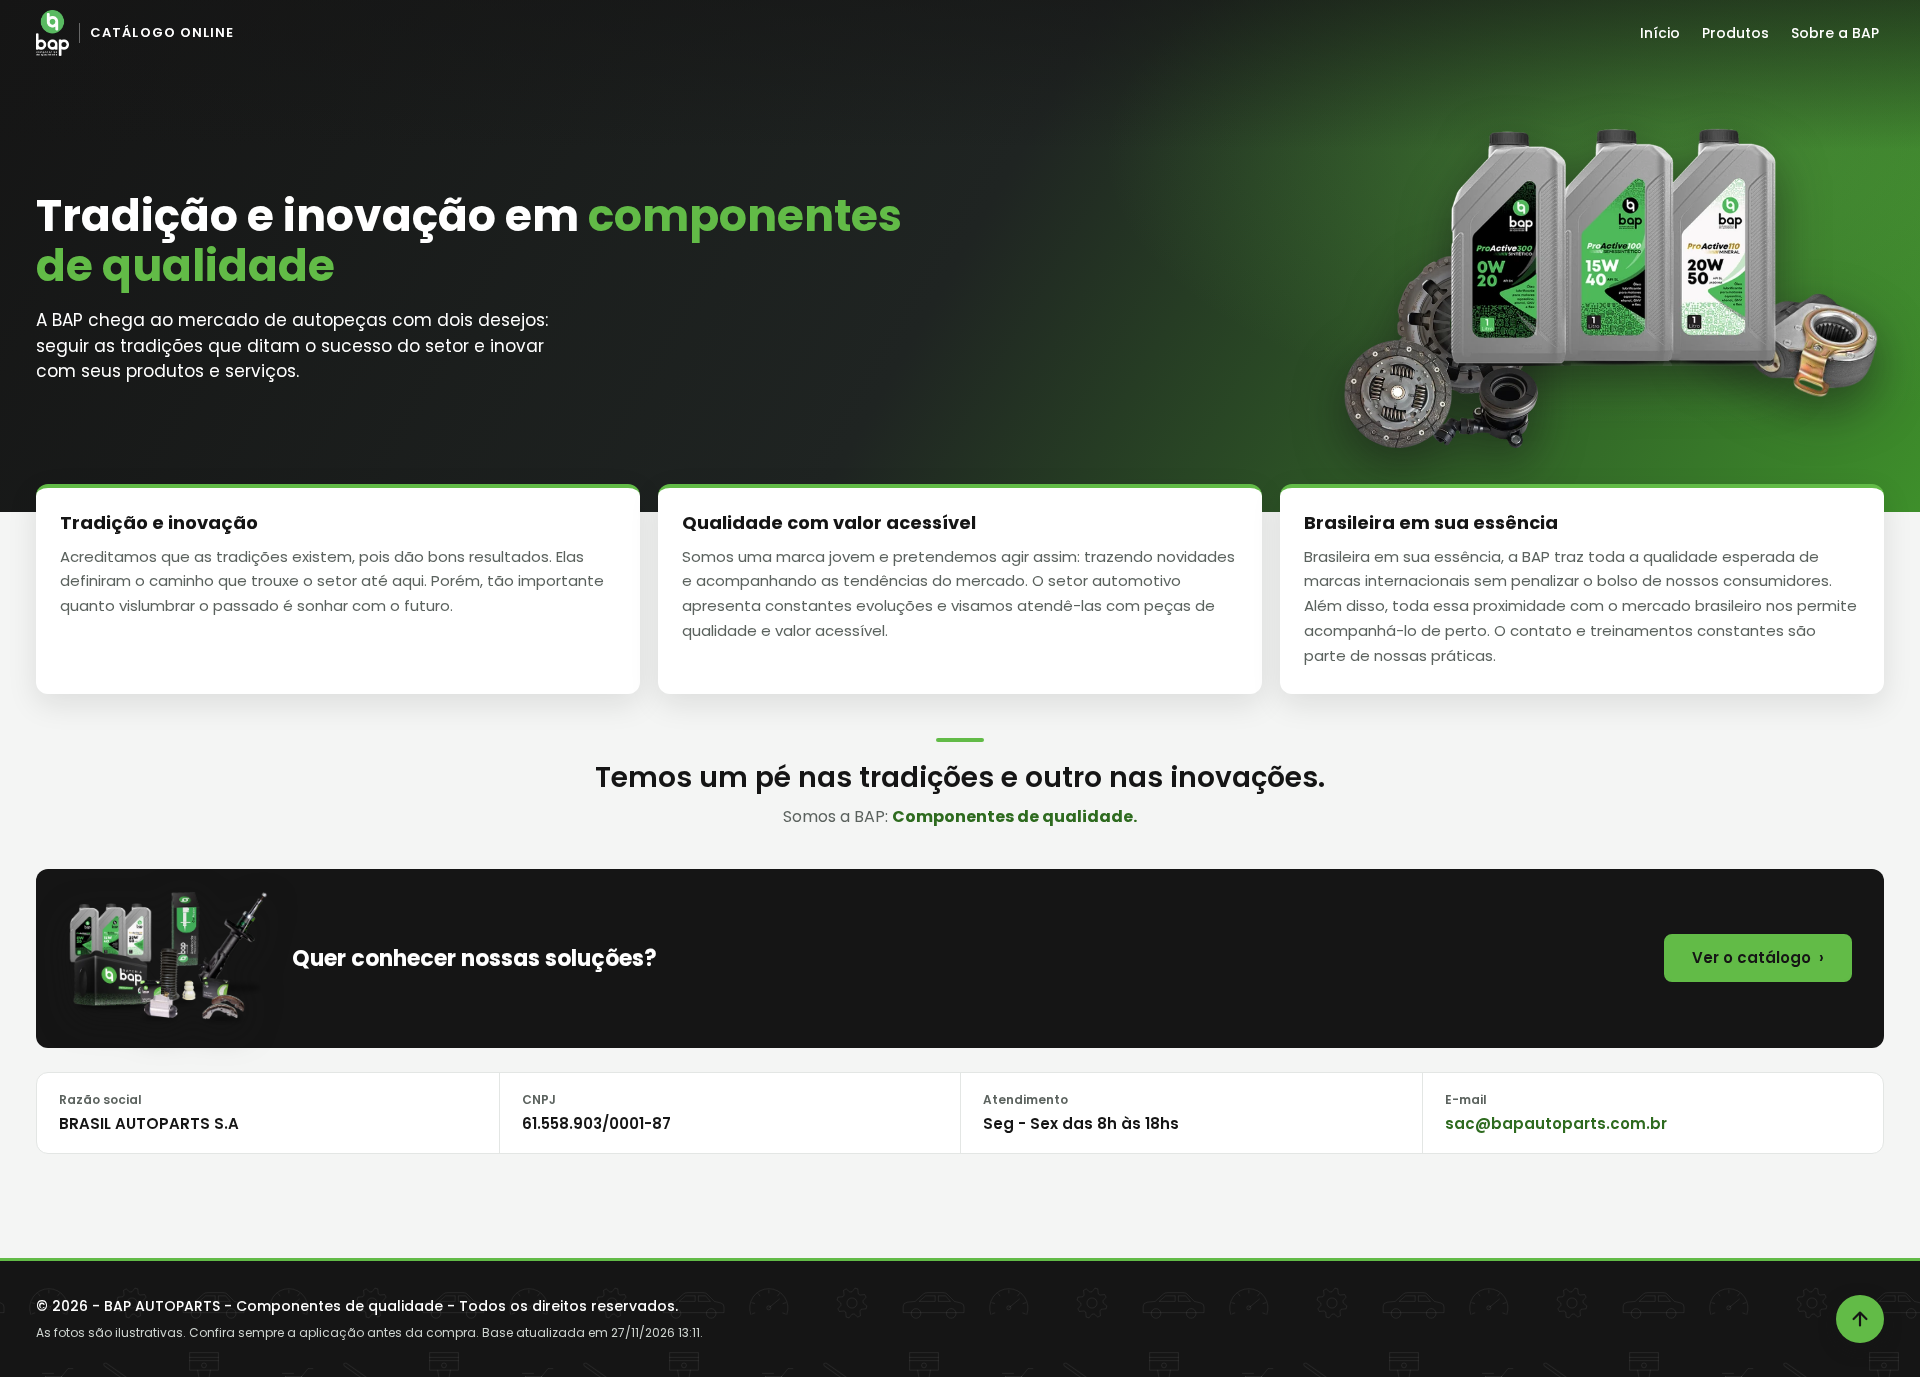 bap
CATÁLOGO ONLINE
Início
Produtos
Sobre a BAP
Tradição e inovação em componentes
de qualidade
A BAP chega ao mercado de autopeças com dois desejos:
seguir as tradições que ditam o sucesso do setor e inovar
com seus produtos e serviços.
bap
ProActive300
SINTÉTICO
0W
20
1
bap
ProActive100
SEMISSINTÉTICO
15W
40
1
bap
ProActive110
MINERAL
20W
50
1
Tradição e inovação
Acreditamos que as tradições existem, pois dão bons resultados. Elas
definiram o caminho que trouxe o setor até aqui. Porém, tão importante
quanto vislumbrar o passado é sonhar com o futuro.
Qualidade com valor acessível
Somos uma marca jovem e pretendemos agir assim: trazendo novidades
e acompanhando as tendências do mercado. O setor automotivo
apresenta constantes evoluções e visamos atendê-las com peças de
qualidade e valor acessível.
Brasileira em sua essência
Brasileira em sua essência, a BAP traz toda a qualidade esperada de
marcas internacionais sem penalizar o bolso de nossos consumidores.
Além disso, toda essa proximidade com o mercado brasileiro nos permite
acompanhá-lo de perto. O contato e treinamentos constantes são
parte de nossas práticas.
Temos um pé nas tradições e outro nas inovações.
Somos a BAP: Componentes de qualidade.
bap
bap
Quer conhecer nossas soluções?
Ver o catálogo ›
Razão social
BRASIL AUTOPARTS S.A
CNPJ
61.558.903/0001-87
Atendimento
Seg - Sex das 8h às 18hs
E-mail
sac@bapautoparts.com.br
© 2026 - BAP AUTOPARTS - Componentes de qualidade - Todos os direitos reservados.
As fotos são ilustrativas. Confira sempre a aplicação antes da compra. Base atualizada em 27/11/2026 13:11.